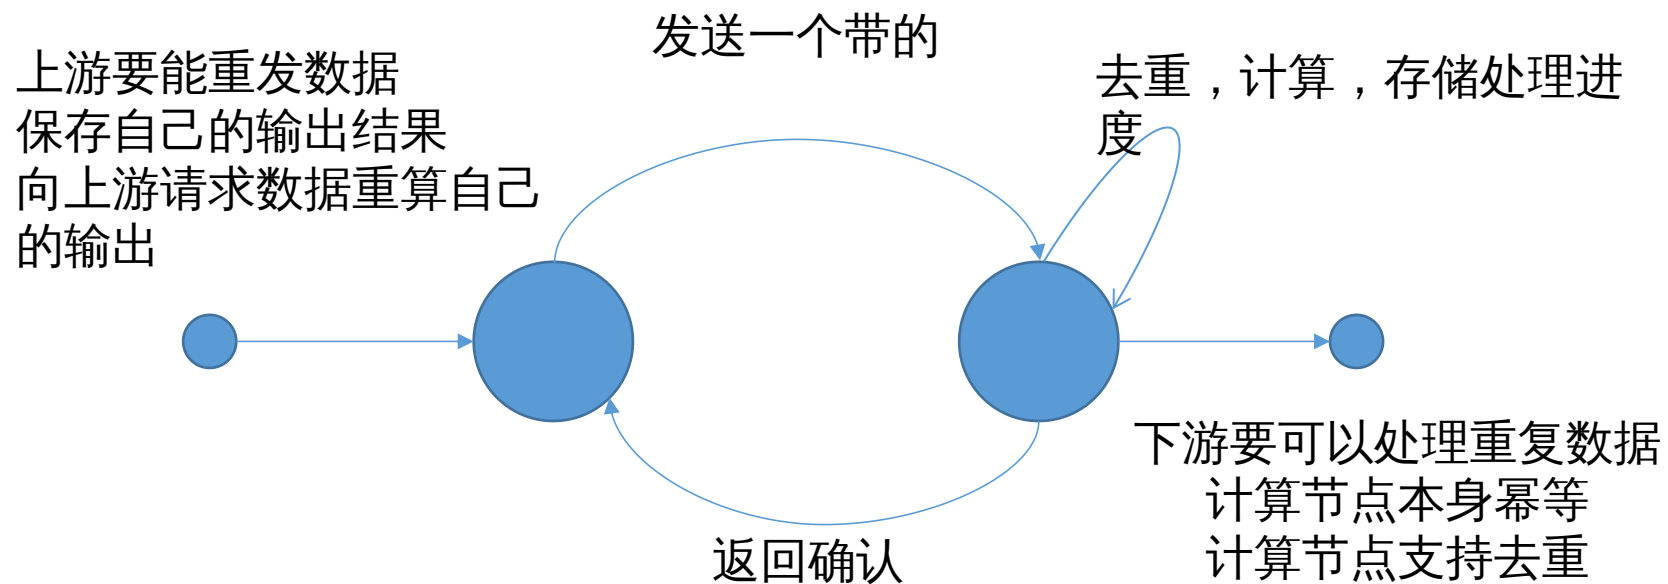 发送一个带的
上游要能重发数据
保存自己的输出结果
向上游请求数据重算自己
的输出
去重，计算，存储处理进
度
下游要可以处理重复数据
计算节点本身幂等
计算节点支持去重
返回确认